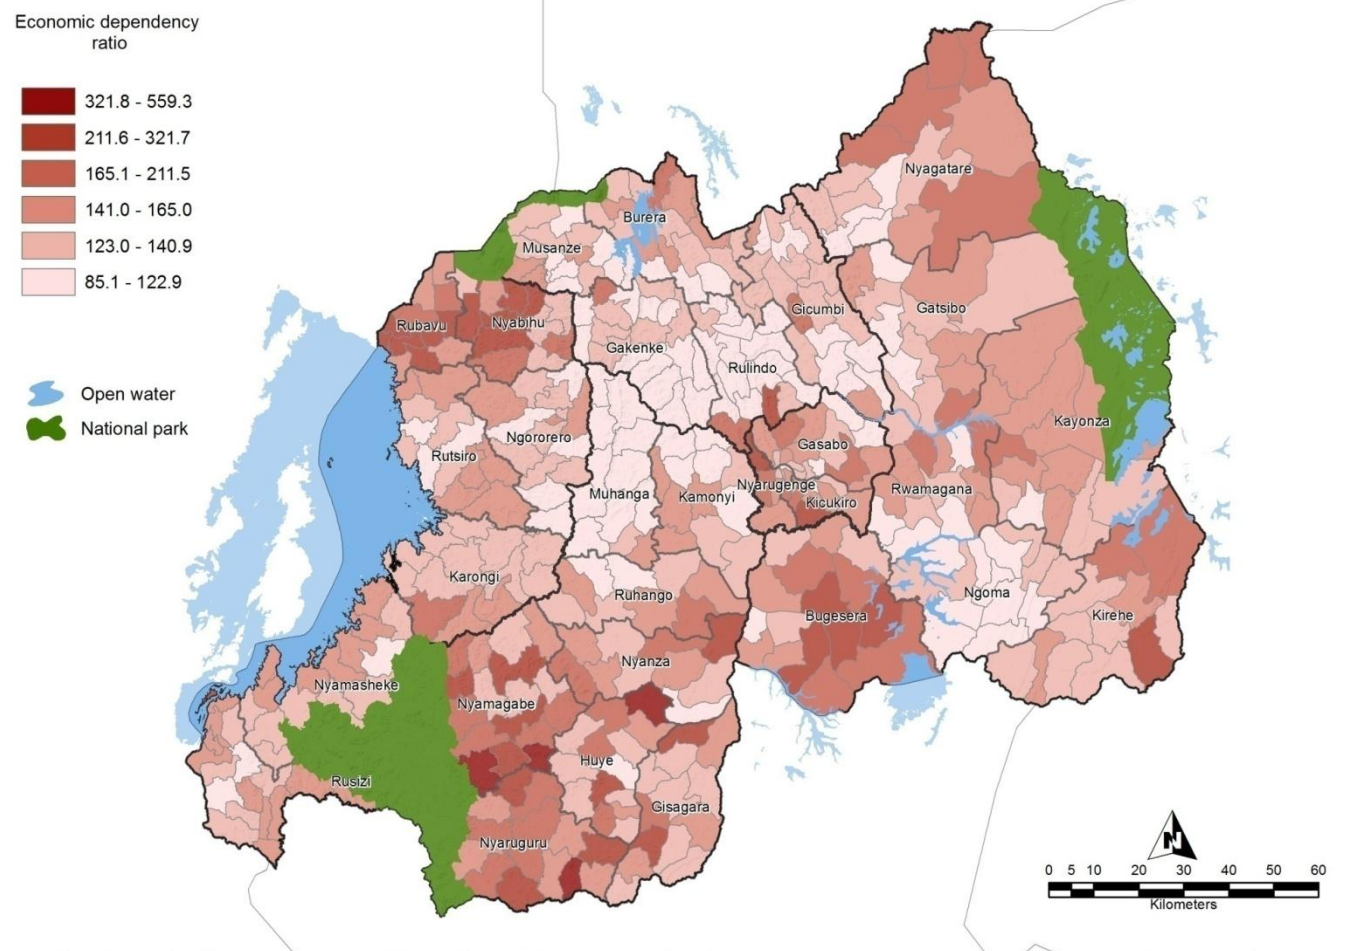 Economic dependency
ratio
321.8 - 559.3
211.6 - 321.7
165.1 - 211.5
141.0 - 165.0
123.0 - 140.9
85.1 - 122.9
Open water
National park
Nyagatare
Burera
Musanze
Gatsibo
Gicumbi
Rubavu
Nyabihu
Gakenke
Rulindo
Kayonza
Ngororero
Gasabo
Rutsiro
Nyarugenge
Rwamagana
Muhanga
Kamonyi
Kicukiro
Karongi
Ruhango
Ngoma
Bugesera
Kirehe
Nyanza
Nyamasheke
Nyamagabe
Huye
Rusizi
Gisagara
Nyaruguru
N
0 5 10 20 30 40 50 60
Kilometers